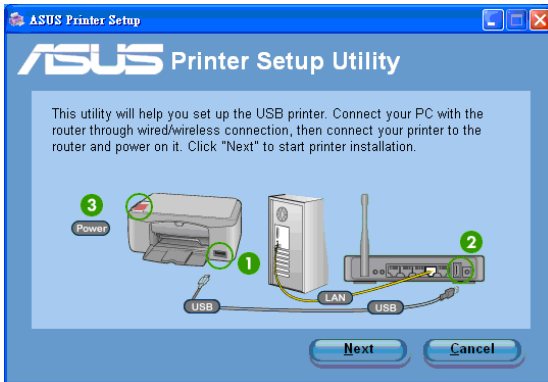 ASUS Printer Setup
ASUS Printer Setup Utility
This utility will help you set up the USB printer. Connect your PC with the
router through wired/wireless connection, then connect your printer to the
router and power on it. Click "Next" to start printer installation.
3
Power
1
2
USB
LAN
USB
Next
Cancel